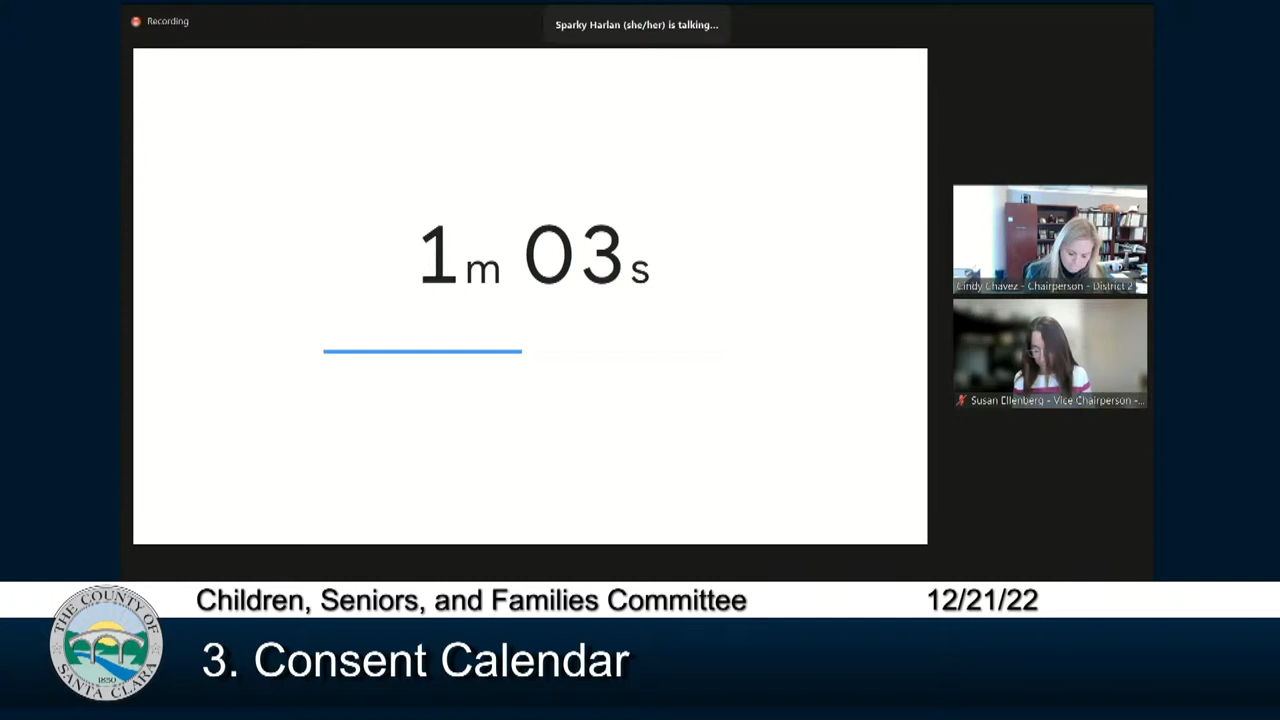 Recording
Sparky Harlan (she/her) is talking...
1m 03s
Cindy Chavez - Chairperson - District 2
Susan Ellenberg - Vice Chairperson -...
Children, Seniors, and Families Committee
12/21/22
3. Consent Calendar
THE COUNTY OF
SANTA CLARA
1850